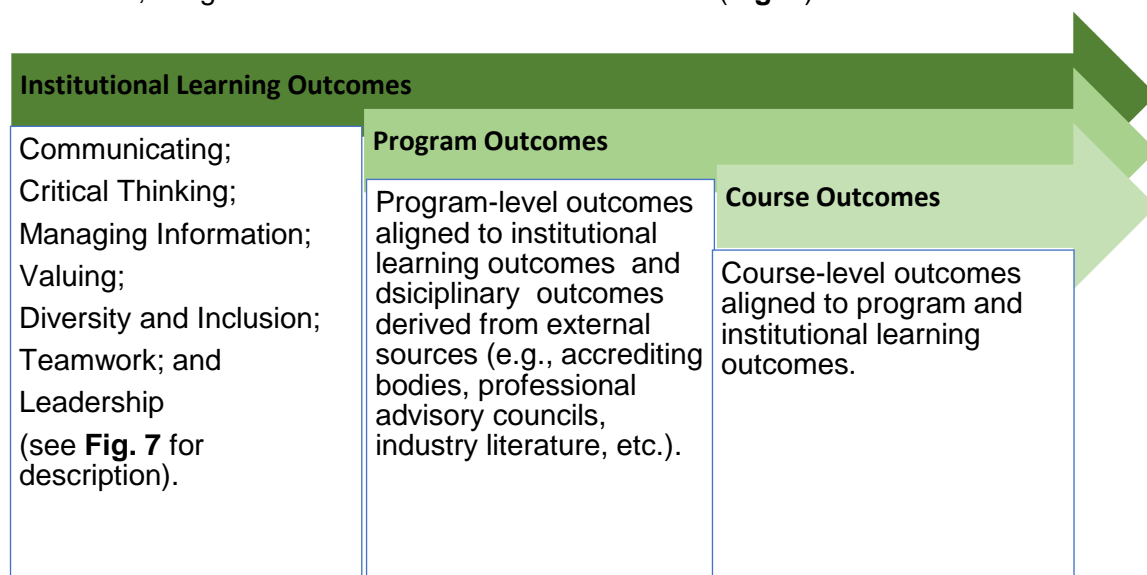 Institutional Learning Outcomes
Communicating;
Critical Thinking;
Managing Information;
Valuing;
Diversity and Inclusion;
Teamwork; and
Leadership
(see Fig. 7 for
description).
Program Outcomes
Program-level outcomes
aligned to institutional
learning outcomes and
dsiciplinary outcomes
derived from external
sources (e.g., accrediting
bodies, professional
advisory councils,
industry literature, etc.).
Course Outcomes
Course-level outcomes
aligned to program and
institutional learning
outcomes.